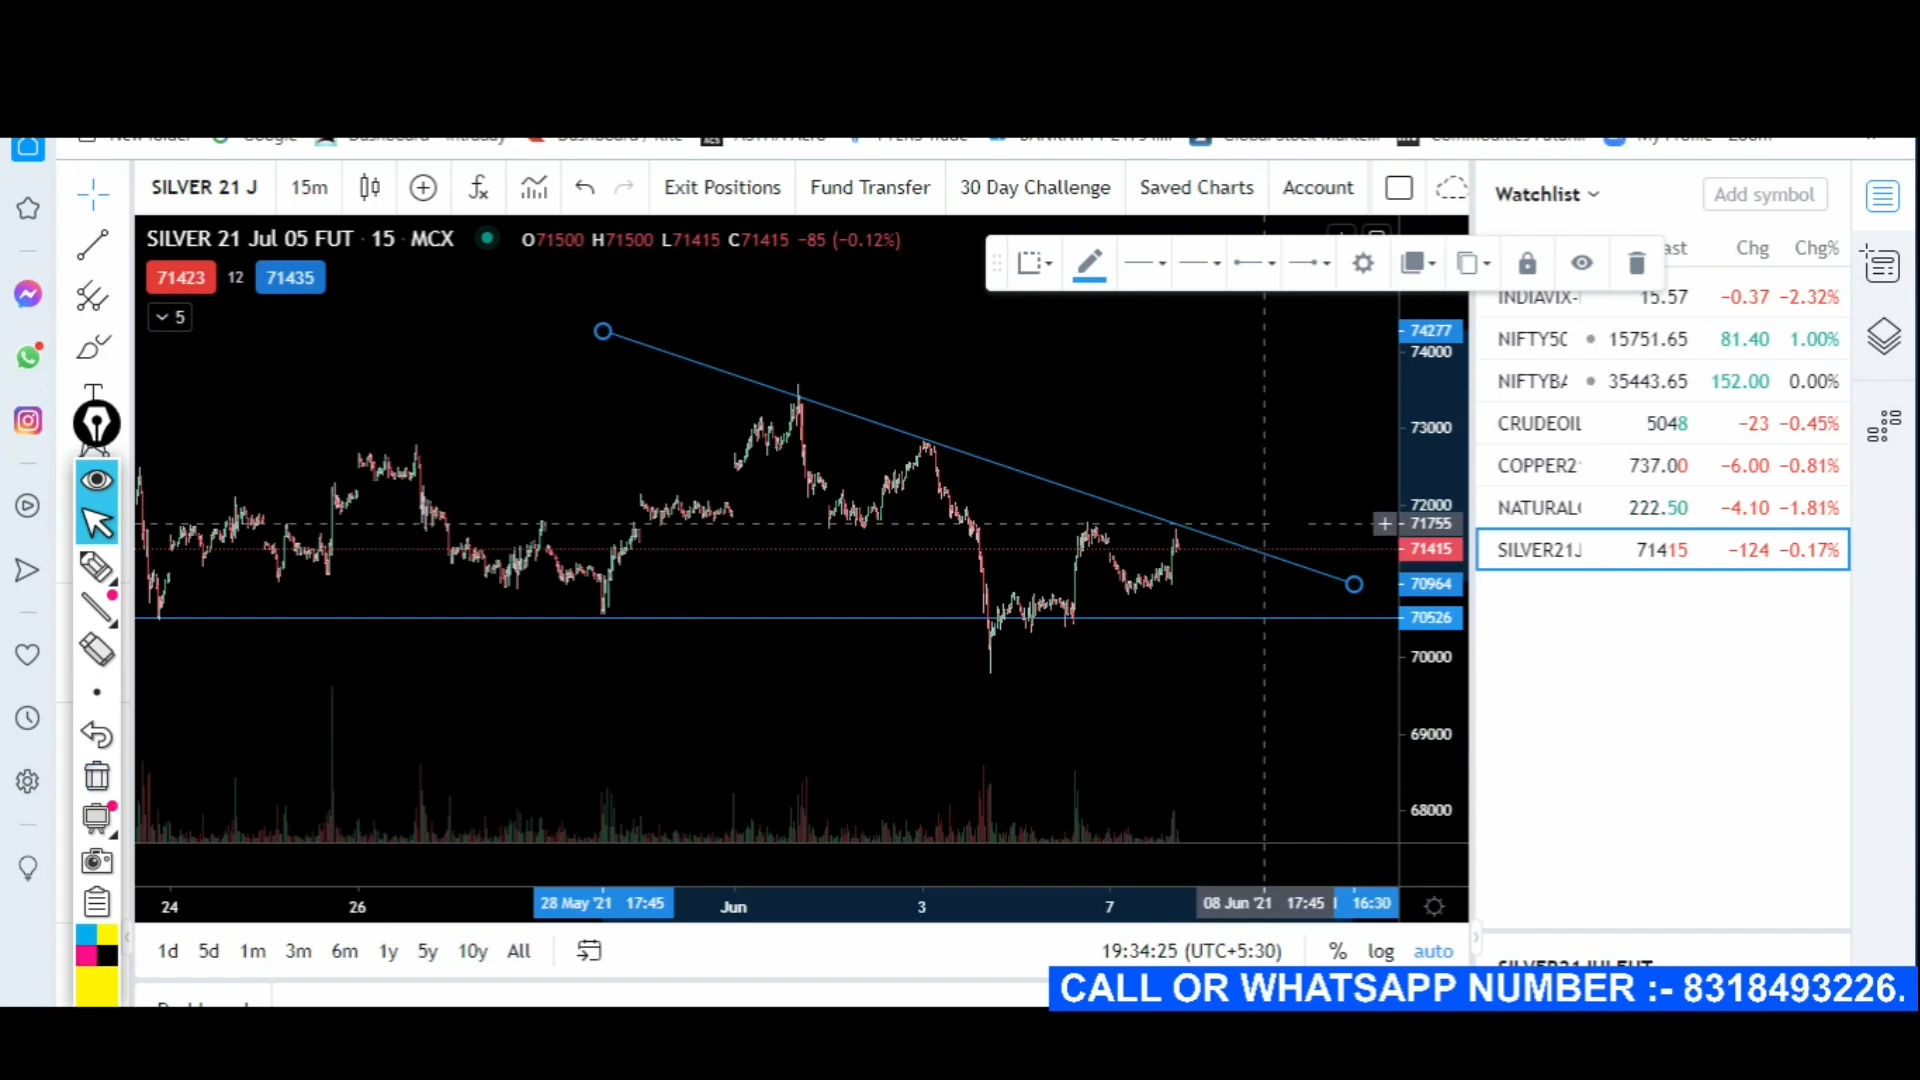 Google
SILVER 21 J
15m
Exit Positions
Fund Transfer
30 Day Challenge
Saved Charts
Account
Watchlist
Add symbol
SILVER 21 Jul 05 FUT · 15 · MCX
O71500 H71500 L71415 C71415 −85 (−0.12%)
71423
12
71435
5
Chg
Chg%
INDIAVIX-
15.57
−0.37
−2.32%
NIFTY50
15751.65
81.40
1.00%
NIFTYBA
35443.65
152.00
0.00%
CRUDEOIL
5048
−23
−0.45%
COPPER2
737.00
−6.00
−0.81%
NATURAL
222.50
−4.10
−1.81%
SILVER21J
71415
−124
−0.17%
74277
74000
73000
72000
71755
71415
70964
70526
70000
69000
68000
24
26
28 May '21 17:45
Jun
3
7
08 Jun '21 17:45
16:30
1d
5d
1m
3m
6m
1y
5y
10y
All
19:34:25 (UTC+5:30)
%
log
auto
CALL OR WHATSAPP NUMBER :- 8318493226.